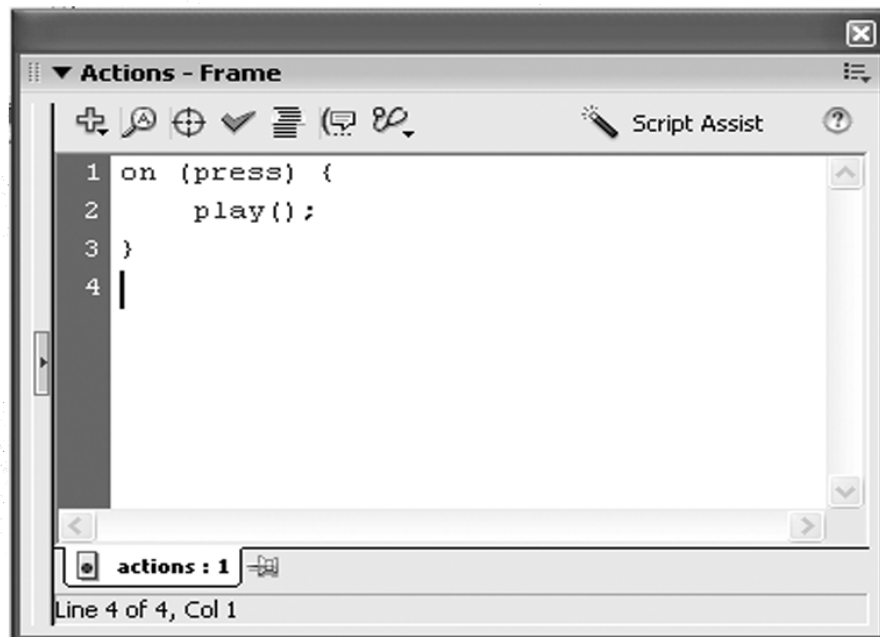 Actions - Frame
Script Assist
1 on (press) {
2 play();
3 }
4
actions : 1
Line 4 of 4, Col 1